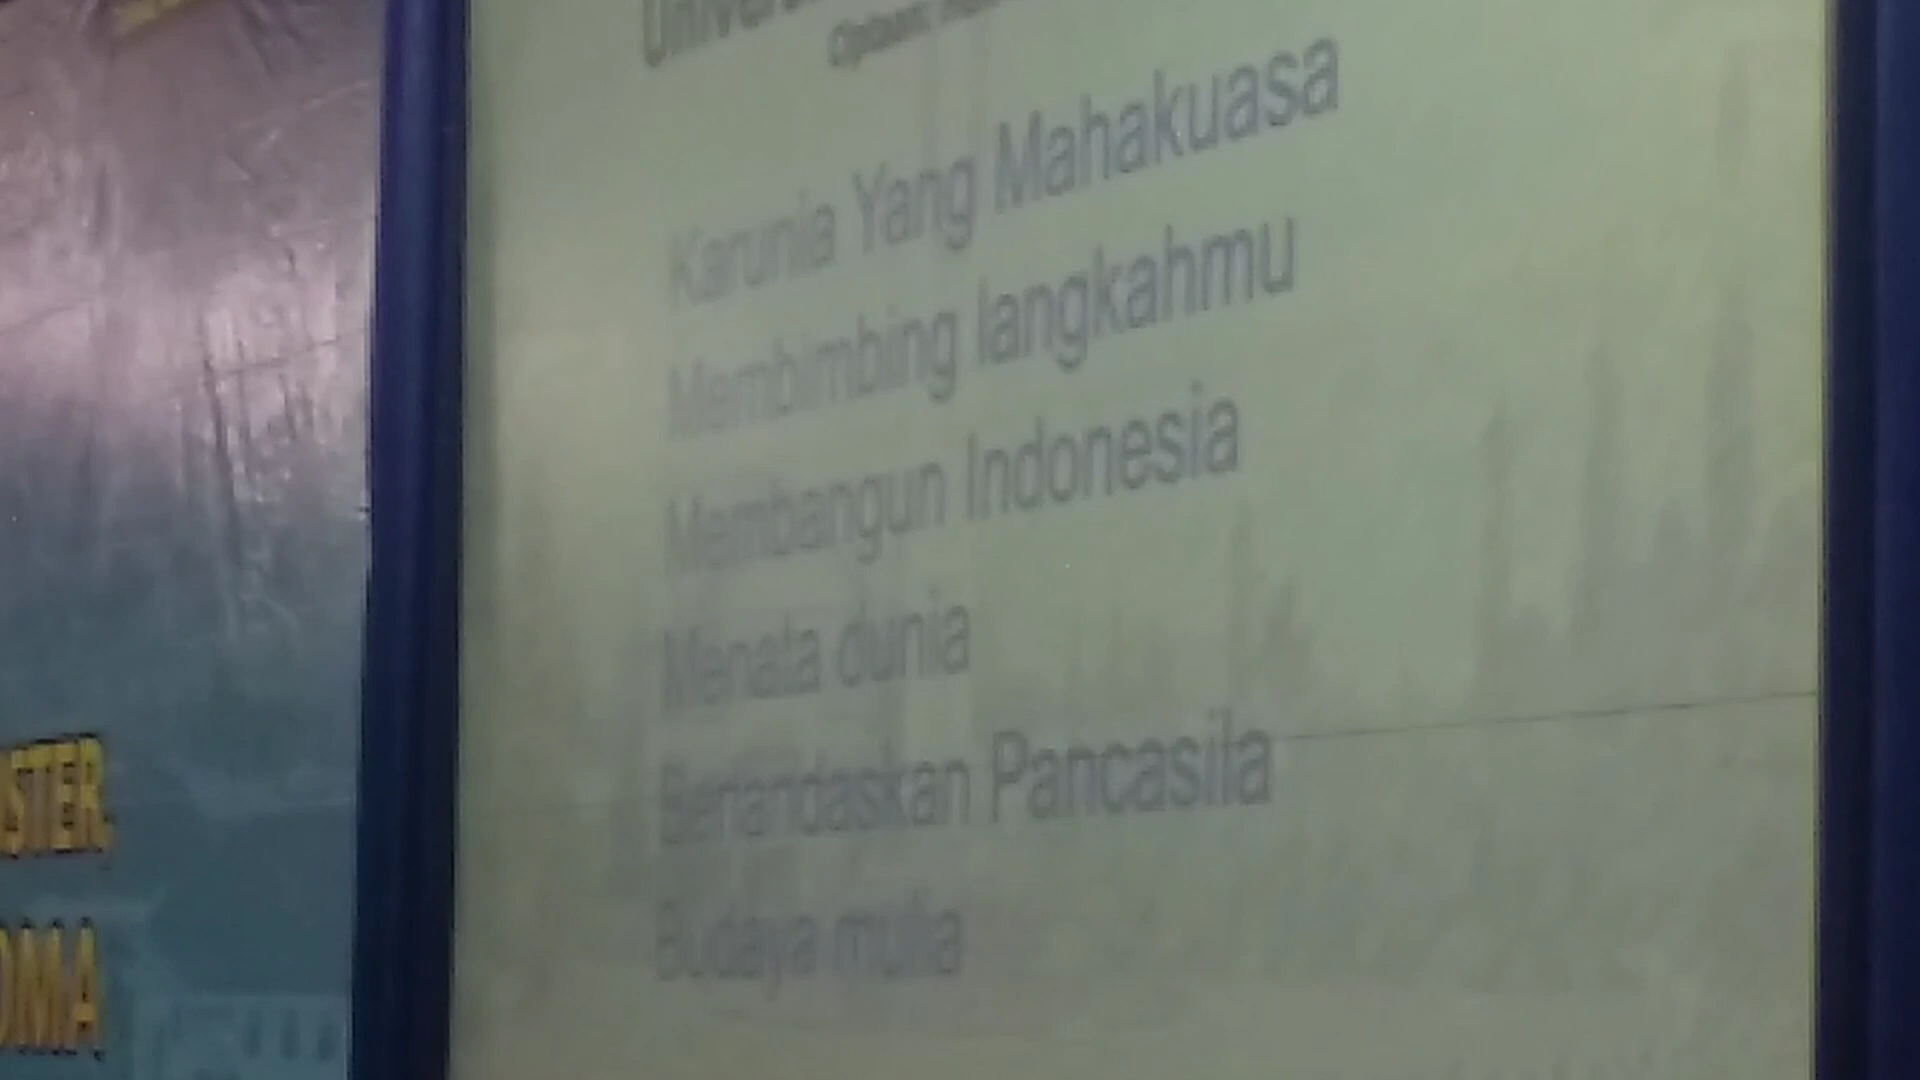 Karunia Yang Mahakuasa
Membimbing langkahmu
Membangun Indonesia
Menata dunia
Berlandaskan Pancasila
Budaya mulia